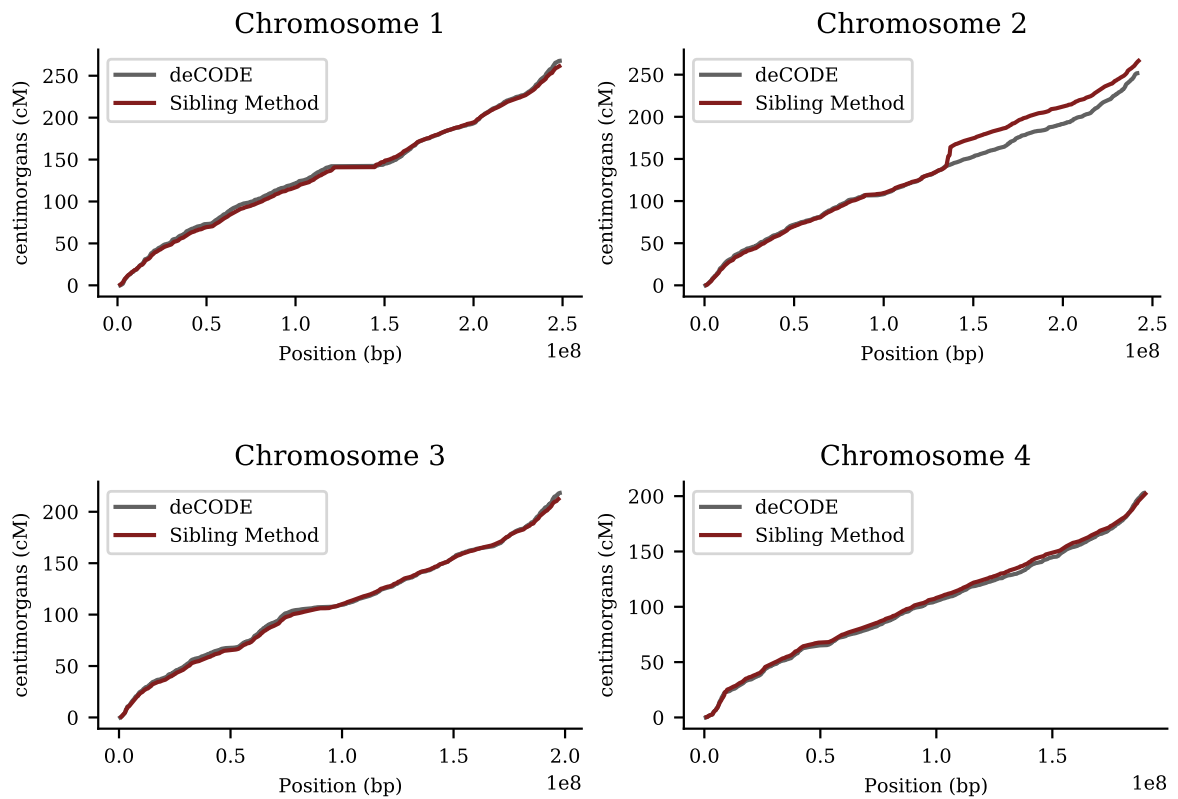 Chromosome 1
centimorgans (cM)
250
200
150
100
50
0
deCODE
Sibling Method
0.0 0.5 1.0 1.5 2.0 2.5
1e8
Position (bp)
Chromosome 2
centimorgans (cM)
250
200
150
100
50
0
deCODE
Sibling Method
0.0 0.5 1.0 1.5 2.0 2.5
1e8
Position (bp)
Chromosome 3
centimorgans (cM)
200
150
100
50
0
deCODE
Sibling Method
0.0 0.5 1.0 1.5 2.0
1e8
Position (bp)
Chromosome 4
centimorgans (cM)
200
150
100
50
0
deCODE
Sibling Method
0.0 0.5 1.0 1.5
1e8
Position (bp)